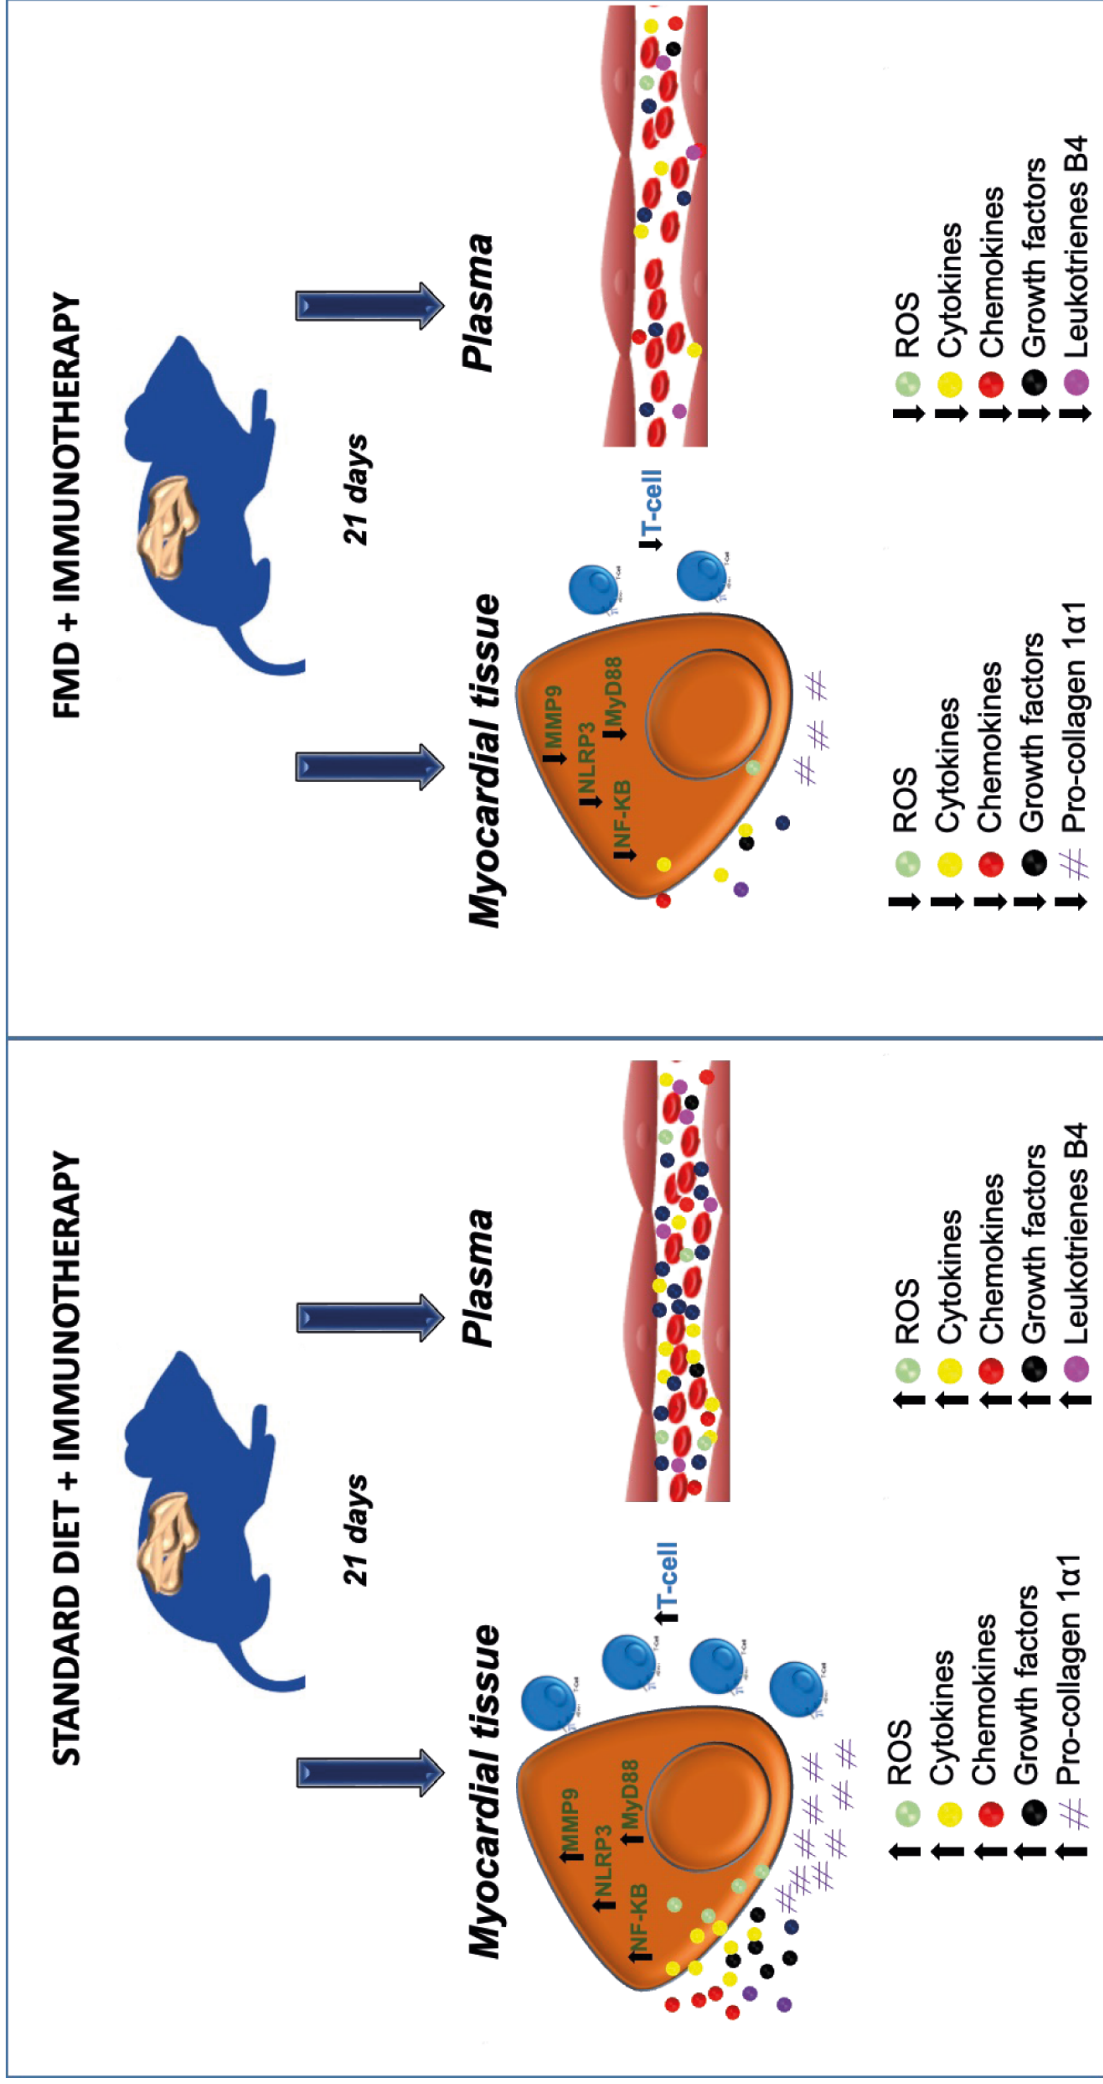 STANDARD DIET + IMMUNOTHERAPY
21 days
Myocardial tissue
Plasma
MMP9
NLRP3
NF-KB
MyD88
T-cell
ROS
Cytokines
Chemokines
Growth factors
Pro-collagen 1α1
ROS
Cytokines
Chemokines
Growth factors
Leukotrienes B4
FMD + IMMUNOTHERAPY
21 days
Myocardial tissue
Plasma
MMP9
NLRP3
NF-KB
MyD88
T-cell
ROS
Cytokines
Chemokines
Growth factors
Pro-collagen 1α1
ROS
Cytokines
Chemokines
Growth factors
Leukotrienes B4